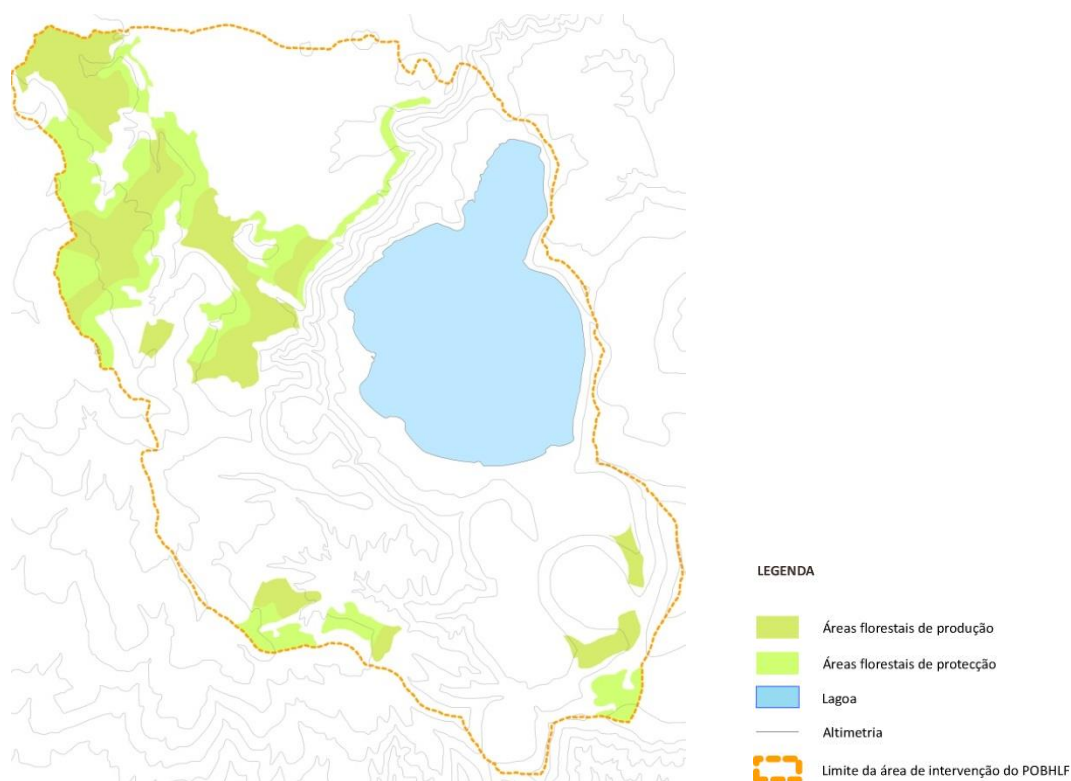 LEGENDA
Áreas florestais de produção
Áreas florestais de protecção
Lagoa
Altimetria
Limite da área de intervenção do POBHLF